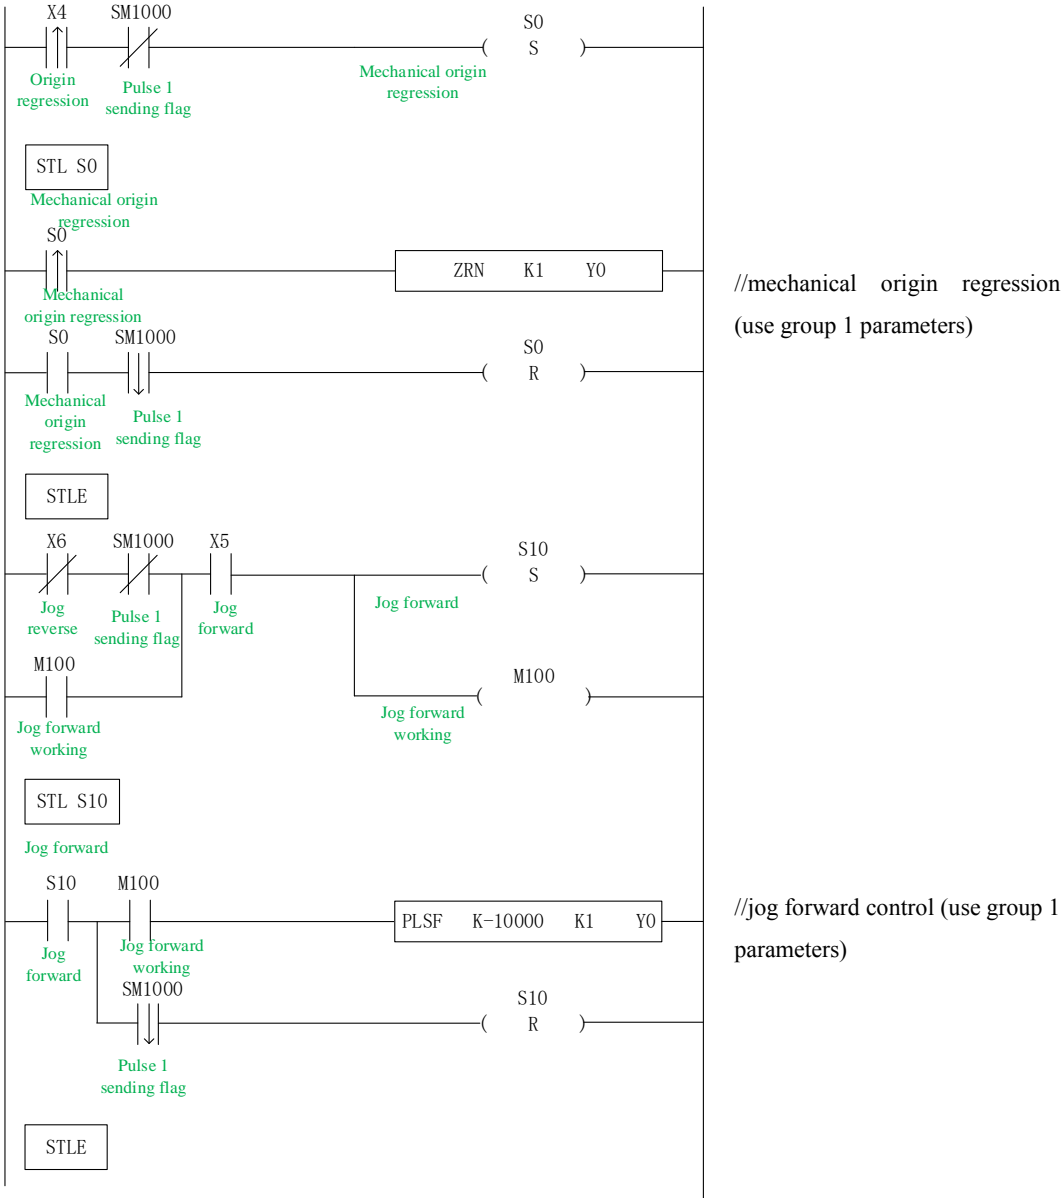 X4 SM1000
S0
( S )
Origin
regression
Pulse 1
sending flag
Mechanical origin
regression
STL S0
Mechanical origin
regression
S0
ZRN K1 Y0
Mechanical
origin regression
//mechanical origin regression
(use group 1 parameters)
S0 SM1000
S0
( R )
Mechanical
origin
regression
Pulse 1
sending flag
STLE
X6 SM1000 X5
S10
( S )
Jog
reverse
Pulse 1
sending flag
Jog
forward
Jog forward
M100
M100
( )
Jog forward
working
Jog forward
working
STL S10
Jog forward
S10 M100
PLSF K-10000 K1 Y0
Jog
forward
Jog forward
working
//jog forward control (use group 1
parameters)
SM1000
S10
( R )
Pulse 1
sending flag
STLE